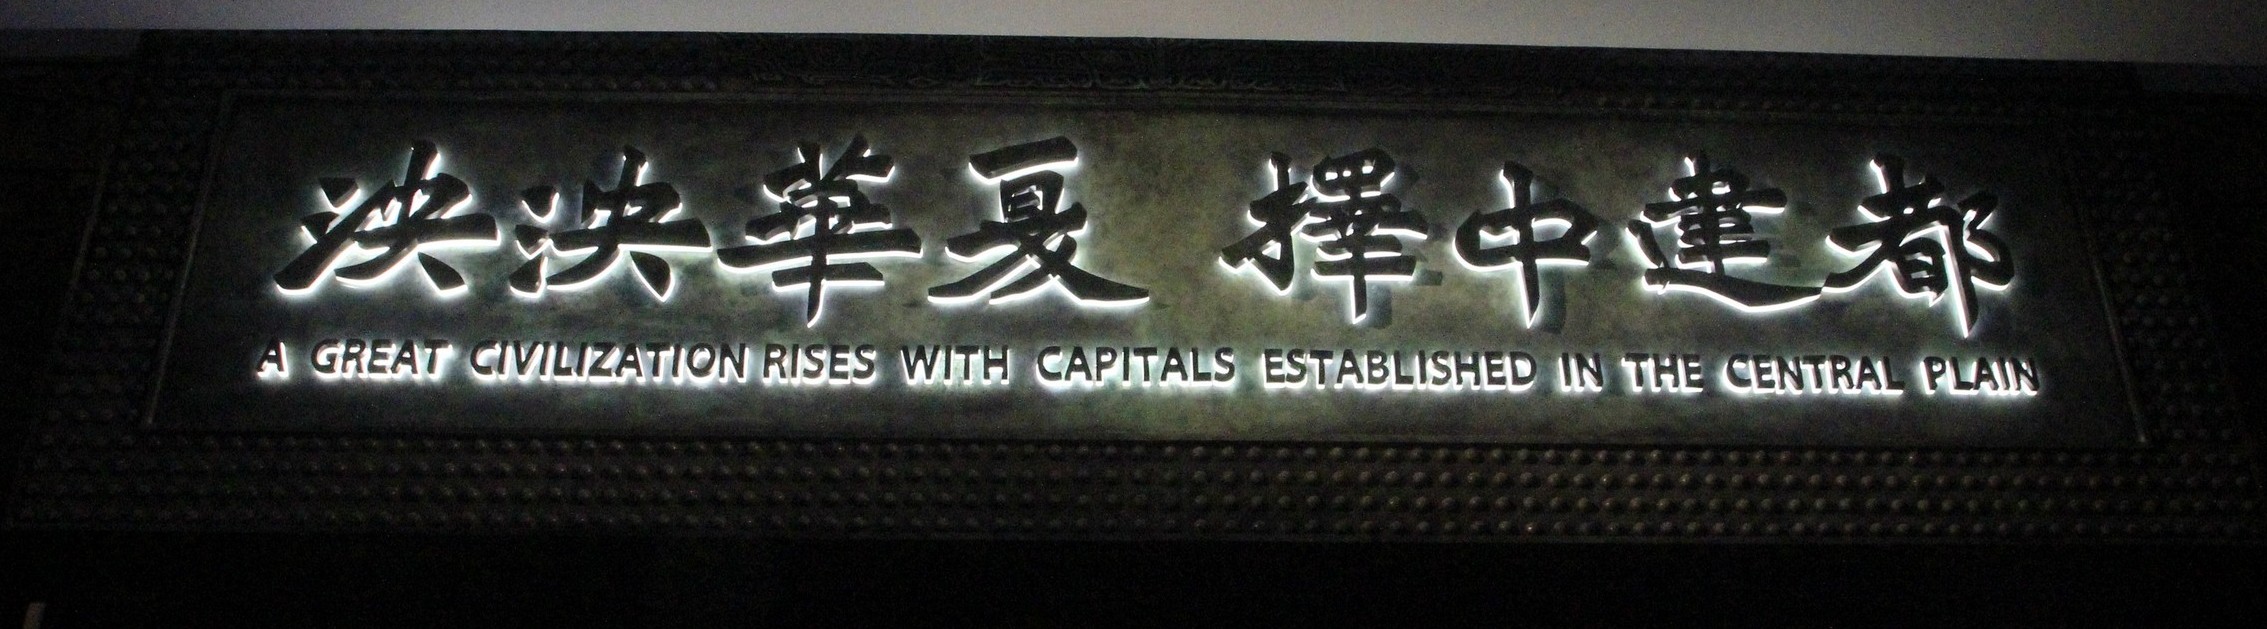 泱泱華夏 擇中建都
A GREAT CIVILIZATION RISES WITH CAPITALS ESTABLISHED IN THE CENTRAL PLAIN